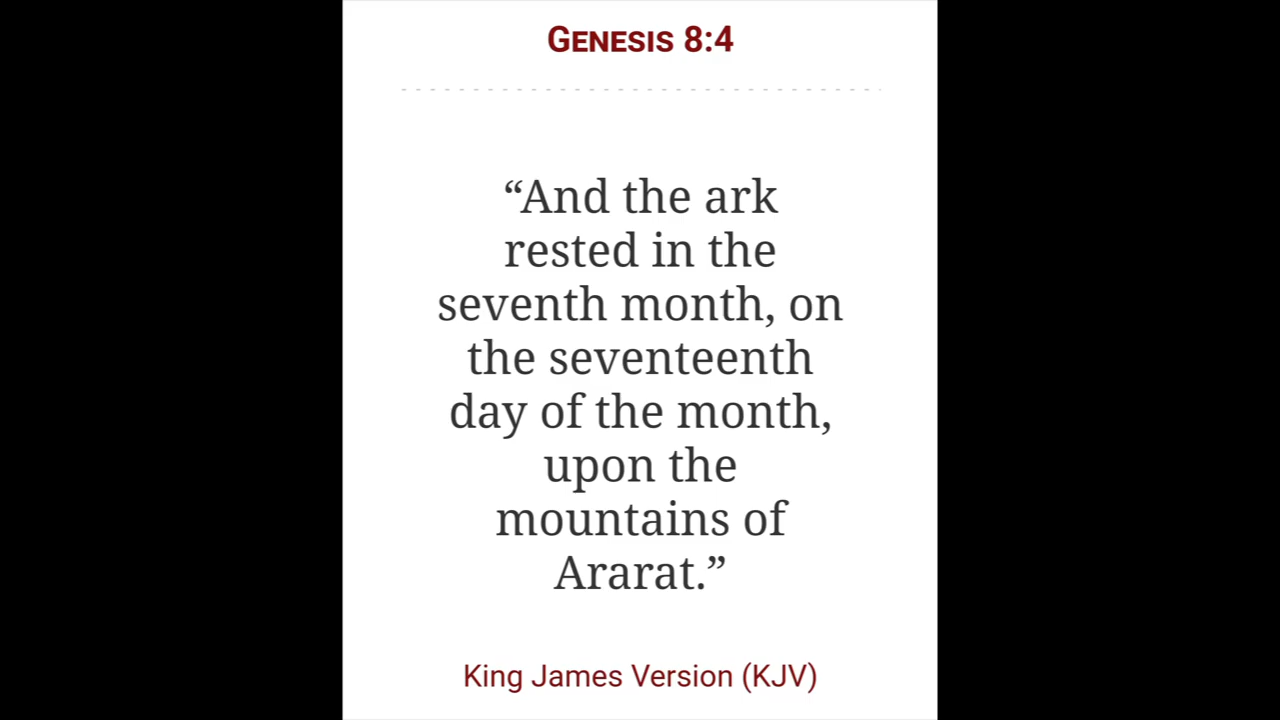 GENESIS 8:4
“And the ark
rested in the
seventh month, on
the seventeenth
day of the month,
upon the
mountains of
Ararat.”
King James Version (KJV)